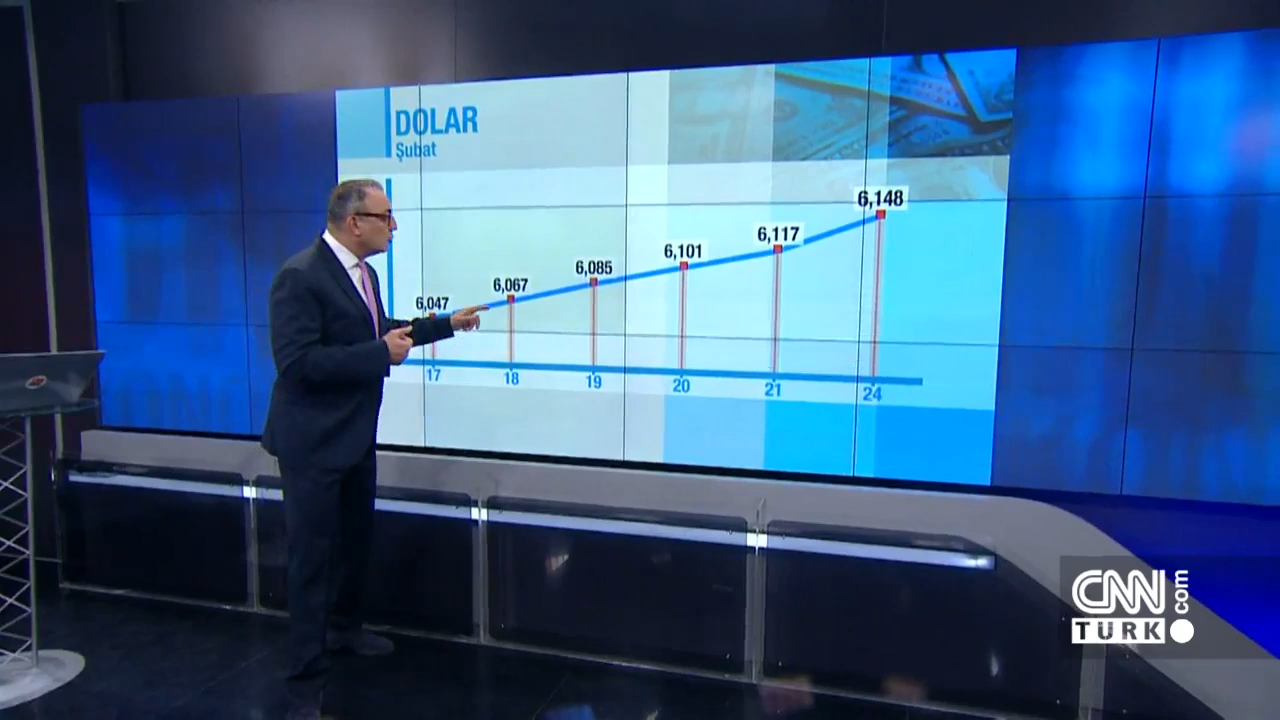 DOLAR
Şubat
6,047
6,067
6,085
6,101
6,117
6,148
17
18
19
20
21
24
CNN
TÜRK
.com